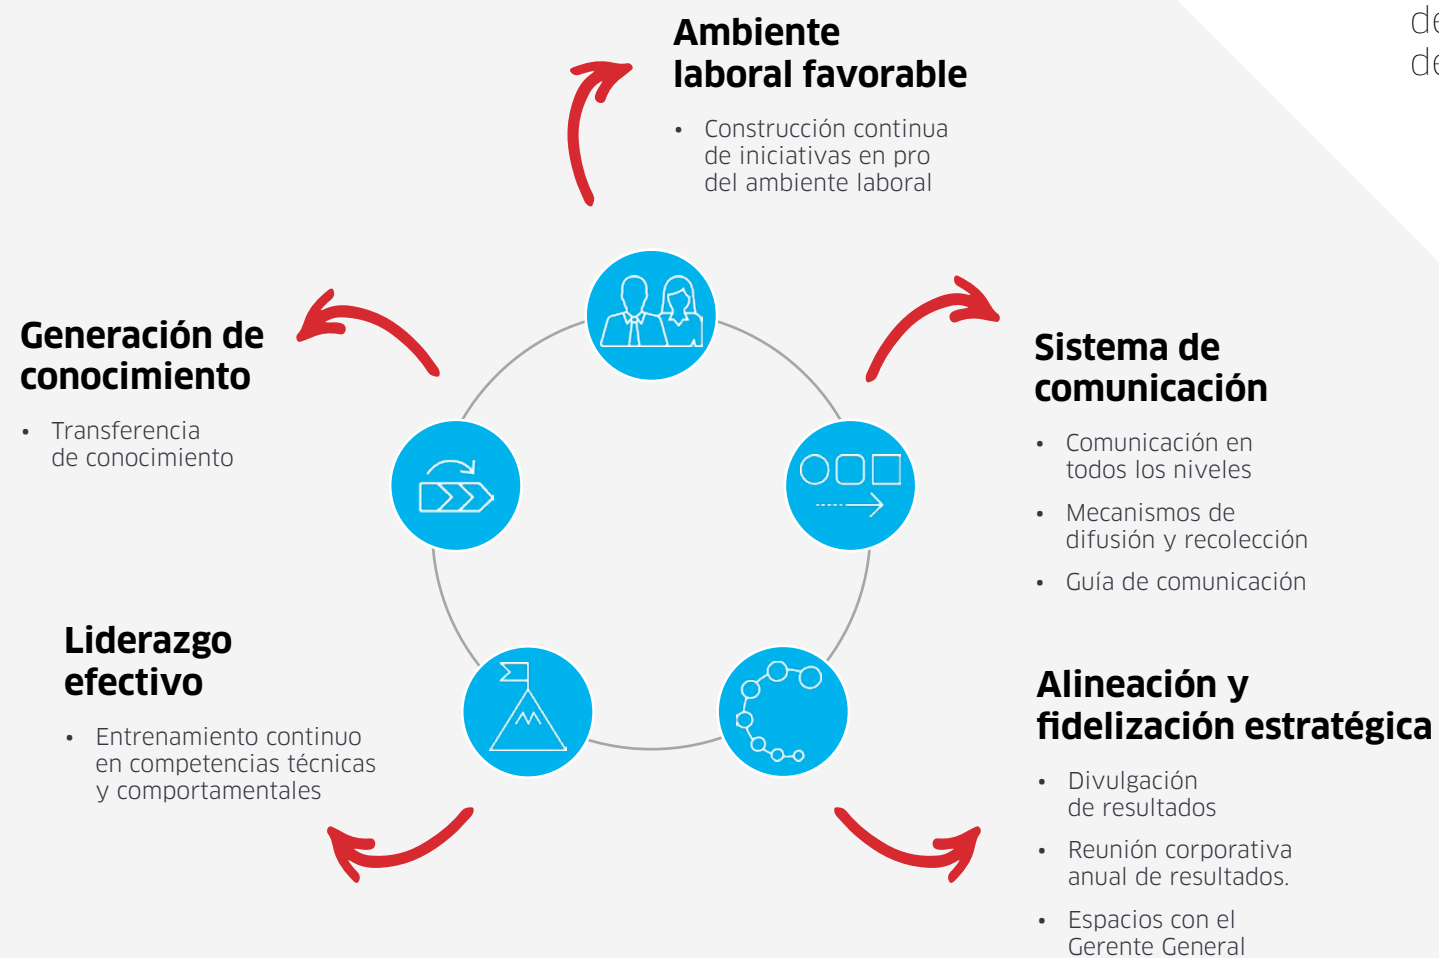 Ambiente
laboral favorable
• Construcción continua
de iniciativas en pro
del ambiente laboral
Generación de
conocimiento
• Transferencia
de conocimiento
Sistema de
comunicación
• Comunicación en
todos los niveles
• Mecanismos de
difusión y recolección
• Guía de comunicación
Liderazgo
efectivo
• Entrenamiento continuo
en competencias técnicas
y comportamentales
Alineación y
fidelización estratégica
• Divulgación
de resultados
• Reunión corporativa
anual de resultados.
• Espacios con el
Gerente General